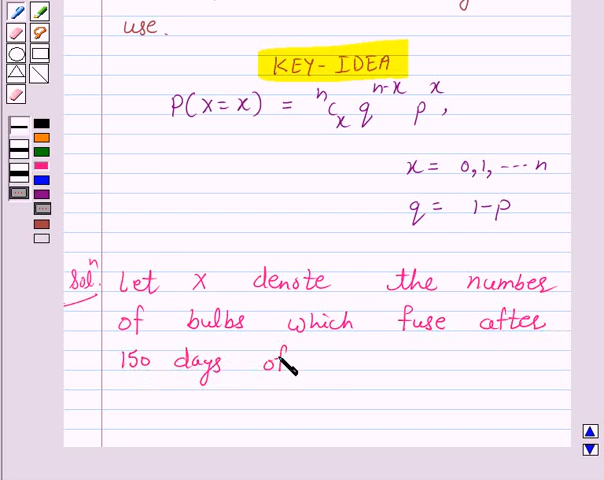 use.
KEY-IDEA
P(X=x) = ⁿCₓ qⁿ⁻ˣ pˣ,
x = 0,1, ---- n
q = 1-p
Solⁿ. Let X denote the number
of bulbs which fuse after
150 days of